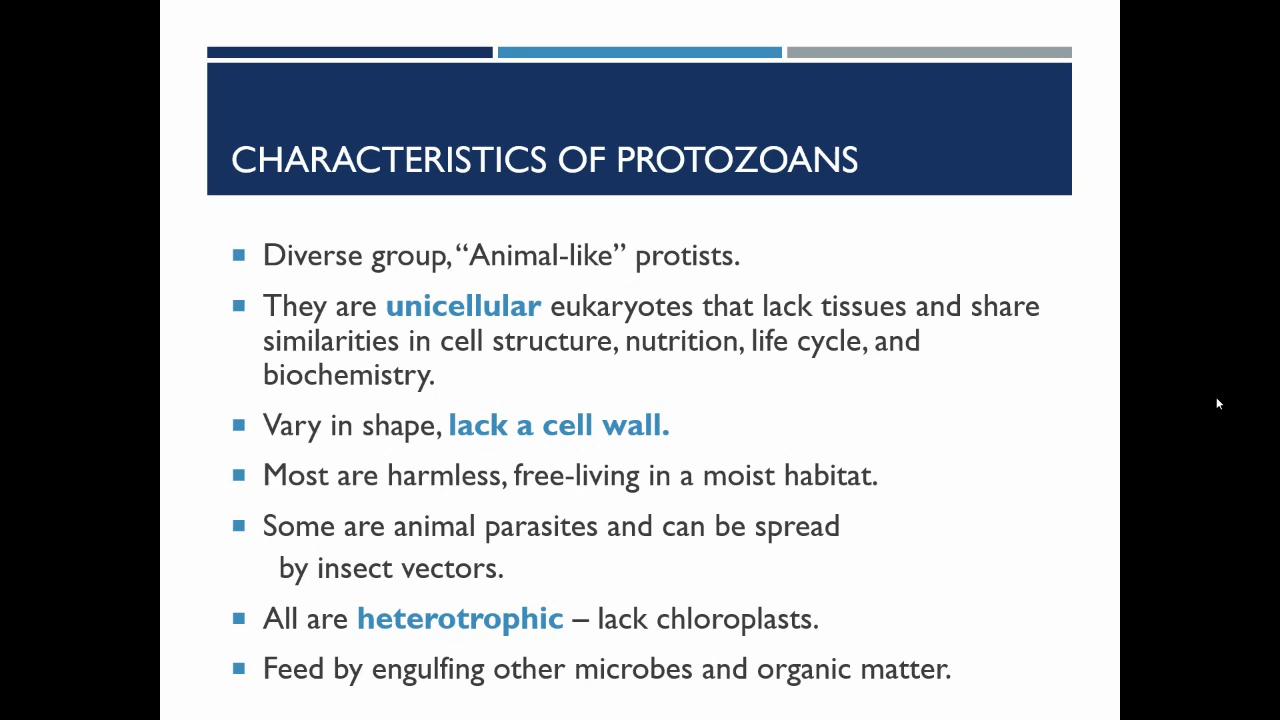 CHARACTERISTICS OF PROTOZOANS
Diverse group, “Animal-like” protists.
They are unicellular eukaryotes that lack tissues and share
similarities in cell structure, nutrition, life cycle, and
biochemistry.
Vary in shape, lack a cell wall.
Most are harmless, free-living in a moist habitat.
Some are animal parasites and can be spread
by insect vectors.
All are heterotrophic – lack chloroplasts.
Feed by engulfing other microbes and organic matter.